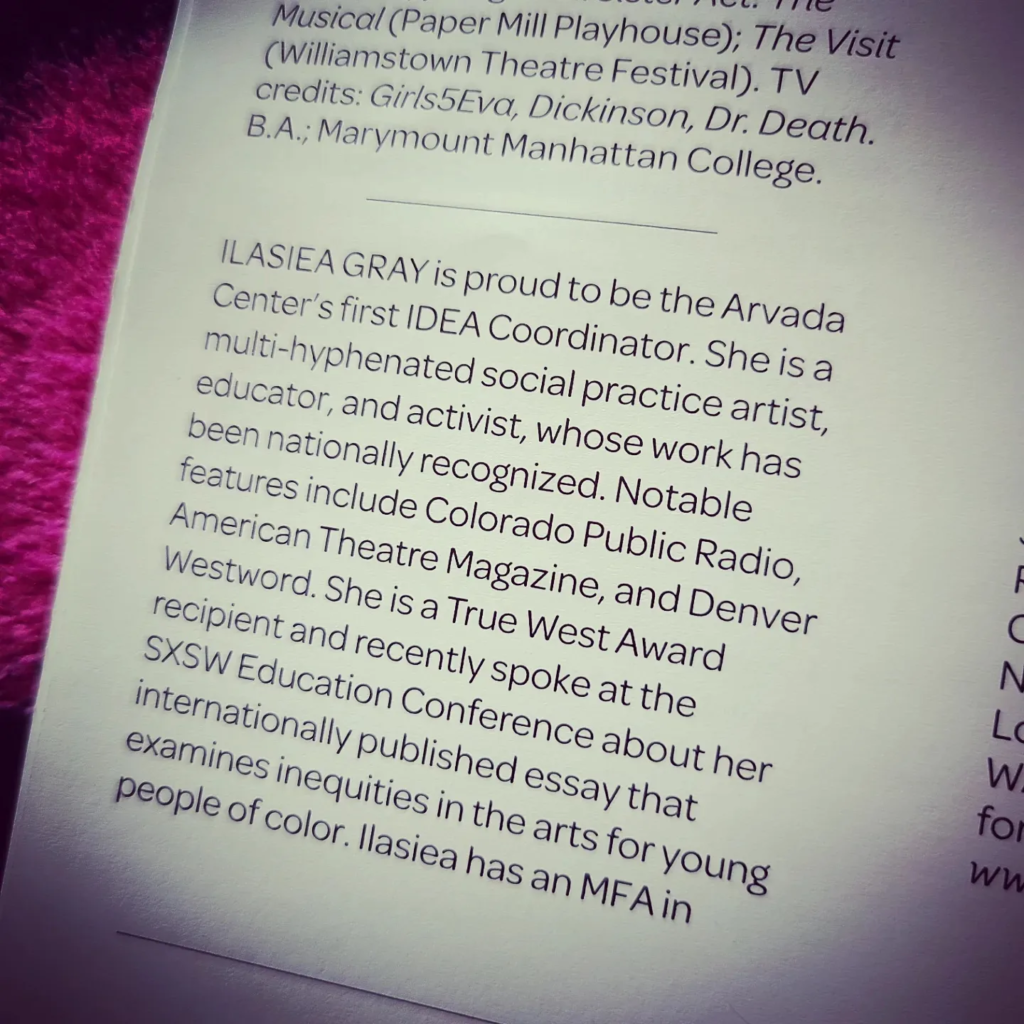 The
Musical (Paper Mill Playhouse); The Visit
(Williamstown Theatre Festival). TV
credits: Girls5Eva, Dickinson, Dr. Death.
B.A.; Marymount Manhattan College.
ILASIEA GRAY is proud to be the Arvada
Center's first IDEA Coordinator. She is a
multi-hyphenated social practice artist,
educator, and activist, whose work has
been nationally recognized. Notable
features include Colorado Public Radio,
American Theatre Magazine, and Denver
Westword. She is a True West Award
recipient and recently spoke at the
SXSW Education Conference about her
internationally published essay that
examines inequities in the arts for young
people of color. Ilasiea has an MFA in